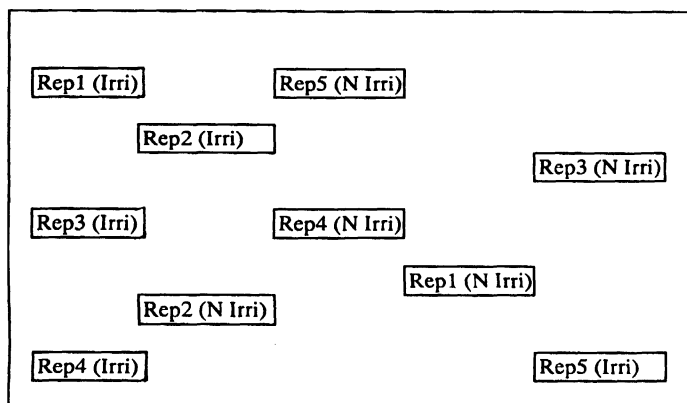 Rep1 (Irri)
Rep5 (N Irri)
Rep2 (Irri)
Rep3 (N Irri)
Rep3 (Irri)
Rep4 (N Irri)
Rep1 (N Irri)
Rep2 (N Irri)
Rep4 (Irri)
Rep5 (Irri)